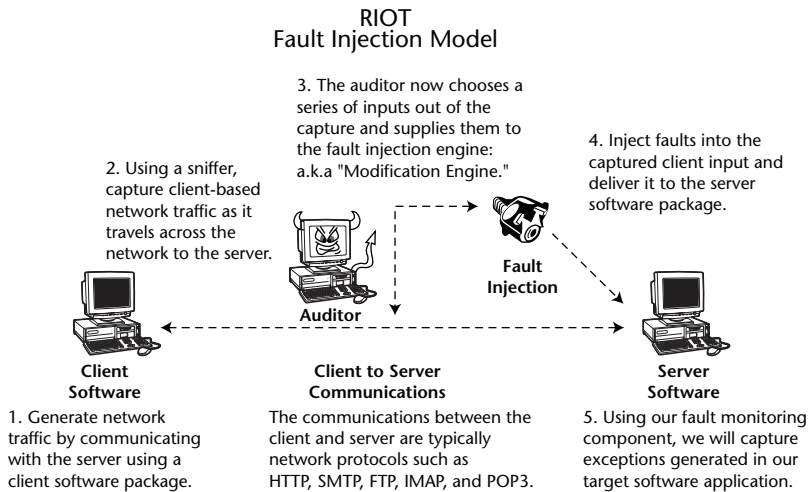 RIOT
Fault Injection Model
3. The auditor now chooses a
series of inputs out of the
capture and supplies them to
the fault injection engine:
a.k.a "Modification Engine."
4. Inject faults into the
captured client input and
deliver it to the server
software package.
2. Using a sniffer,
capture client-based
network traffic as it
travels across the
network to the server.
Fault
Injection
Auditor
Client
Software
Client to Server
Communications
Server
Software
1. Generate network
traffic by communicating
with the server using a
client software package.
The communications between the
client and server are typically
network protocols such as
HTTP, SMTP, FTP, IMAP, and POP3.
5. Using our fault monitoring
component, we will capture
exceptions generated in our
target software application.